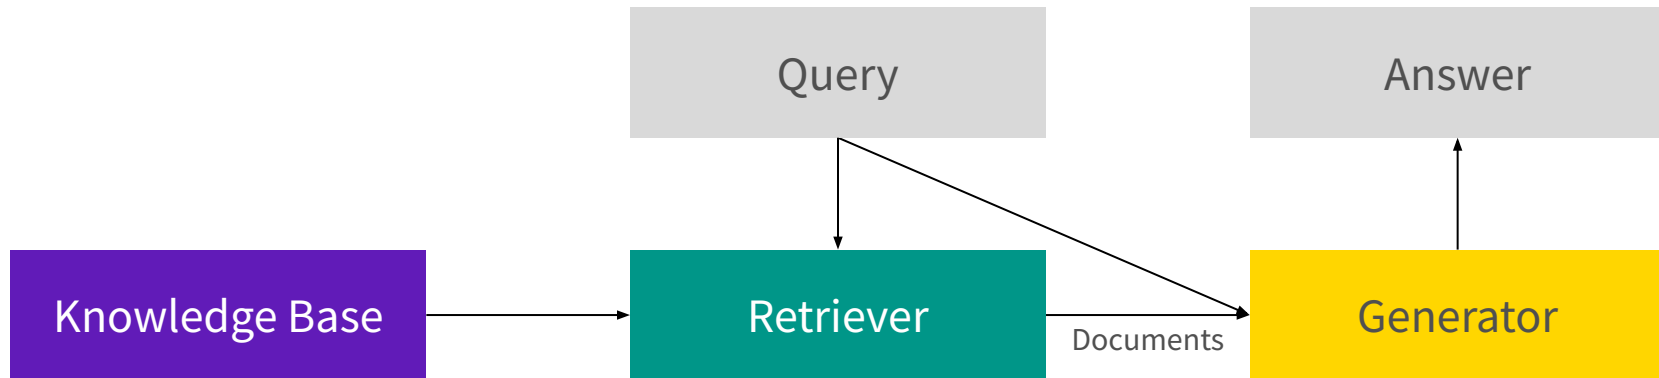 Query
Answer
Knowledge Base
Retriever
Documents
Generator